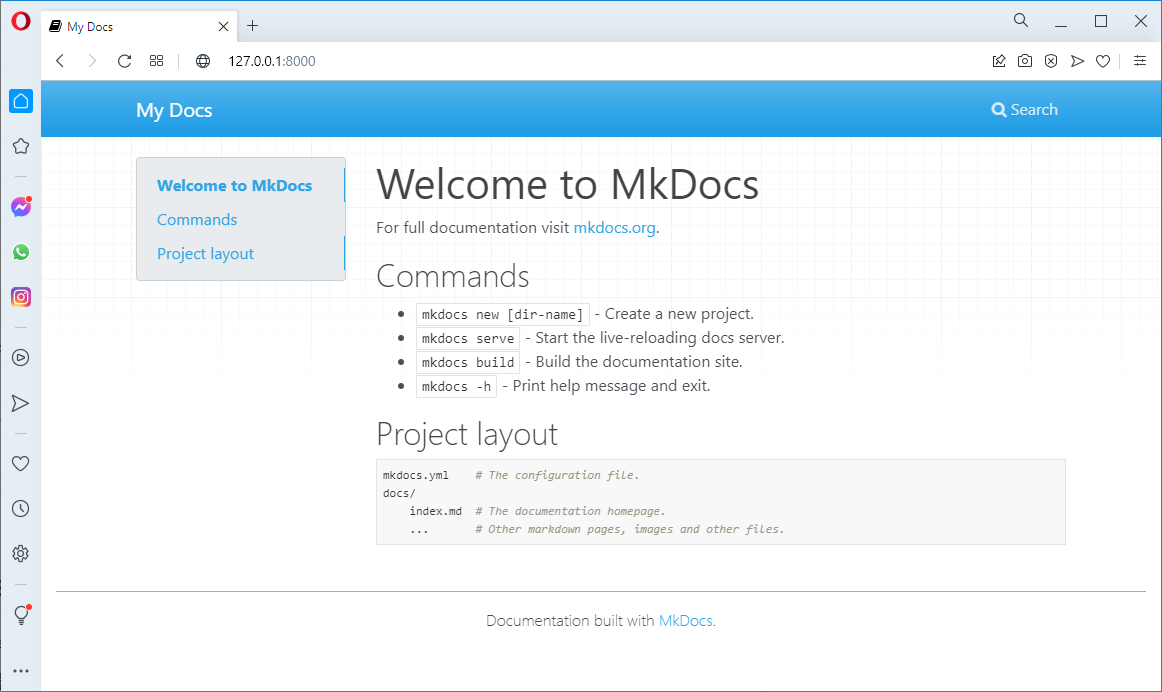 My Docs
127.0.0.1:8000
My Docs
Search
Welcome to MkDocs
Commands
Project layout
Welcome to MkDocs
For full documentation visit mkdocs.org.
Commands
mkdocs new [dir-name] - Create a new project.
mkdocs serve - Start the live-reloading docs server.
mkdocs build - Build the documentation site.
mkdocs -h - Print help message and exit.
Project layout
mkdocs.yml    # The configuration file.
docs/
    index.md  # The documentation homepage.
    ...       # Other markdown pages, images and other files.
Documentation built with MkDocs.